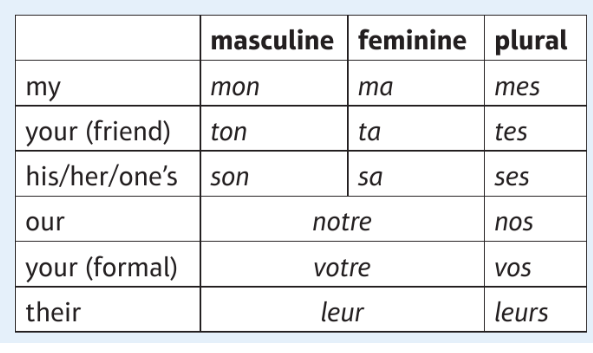 masculine feminine plural
my mon ma mes
your (friend) ton ta tes
his/her/one’s son sa ses
our notre nos
your (formal) votre vos
their leur leurs